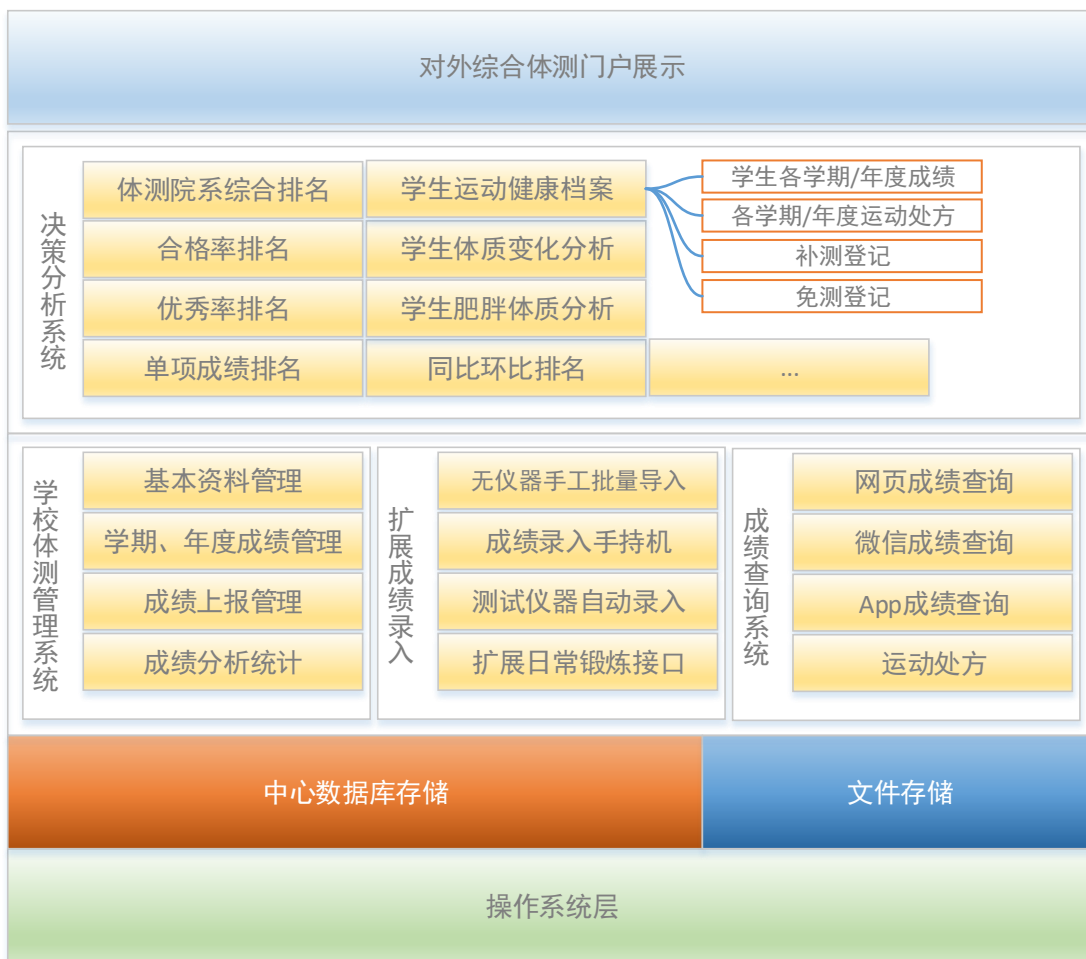 对外综合体测门户展示
决策分析系统
体测院系综合排名
学生运动健康档案
学生各学期/年度成绩
各学期/年度运动处方
补测登记
免测登记
合格率排名
学生体质变化分析
优秀率排名
学生肥胖体质分析
单项成绩排名
同比环比排名
...
学校体测管理系统
基本资料管理
学期、年度成绩管理
成绩上报管理
成绩分析统计
扩展成绩录入
无仪器手工批量导入
成绩录入手持机
测试仪器自动录入
扩展日常锻炼接口
成绩查询系统
网页成绩查询
微信成绩查询
App成绩查询
运动处方
中心数据库存储
文件存储
操作系统层